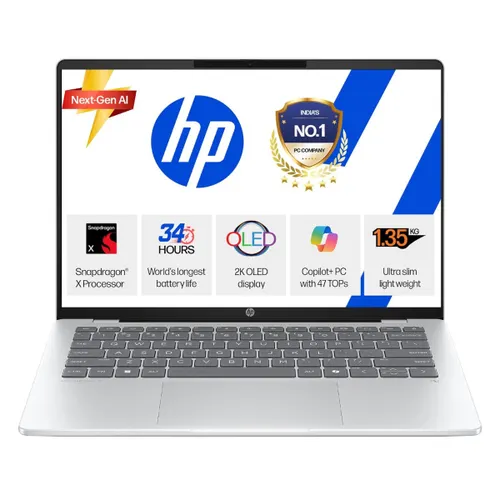 Next-Gen AI
hp
INDIA'S
NO.1
PC COMPANY
Snapdragon
X
Snapdragon®
X Processor
34
HOURS
World's longest
battery life
OLED
2K OLED
display
Copilot+ PC
with 47 TOPs
1.35KG
Ultra slim
light weight
hp